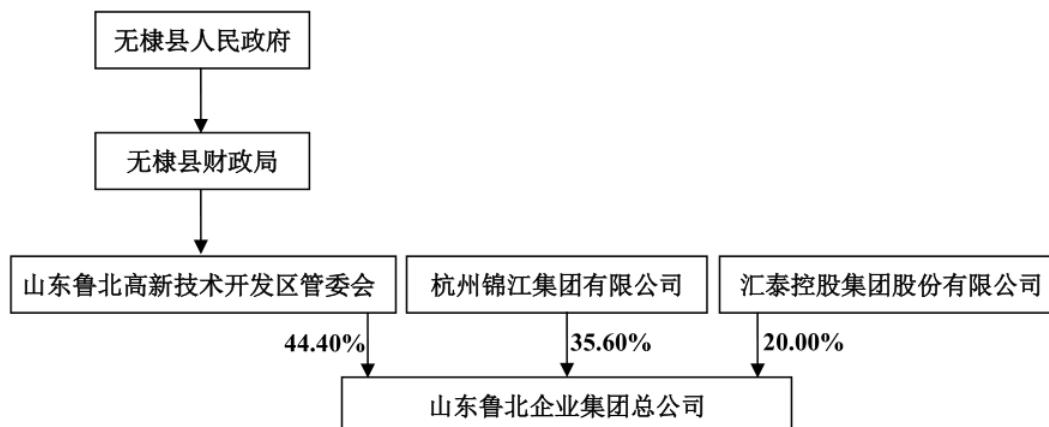 无棣县人民政府
无棣县财政局
山东鲁北高新技术开发区管委会
杭州锦江集团有限公司
汇泰控股集团股份有限公司
44.40%
35.60%
20.00%
山东鲁北企业集团总公司